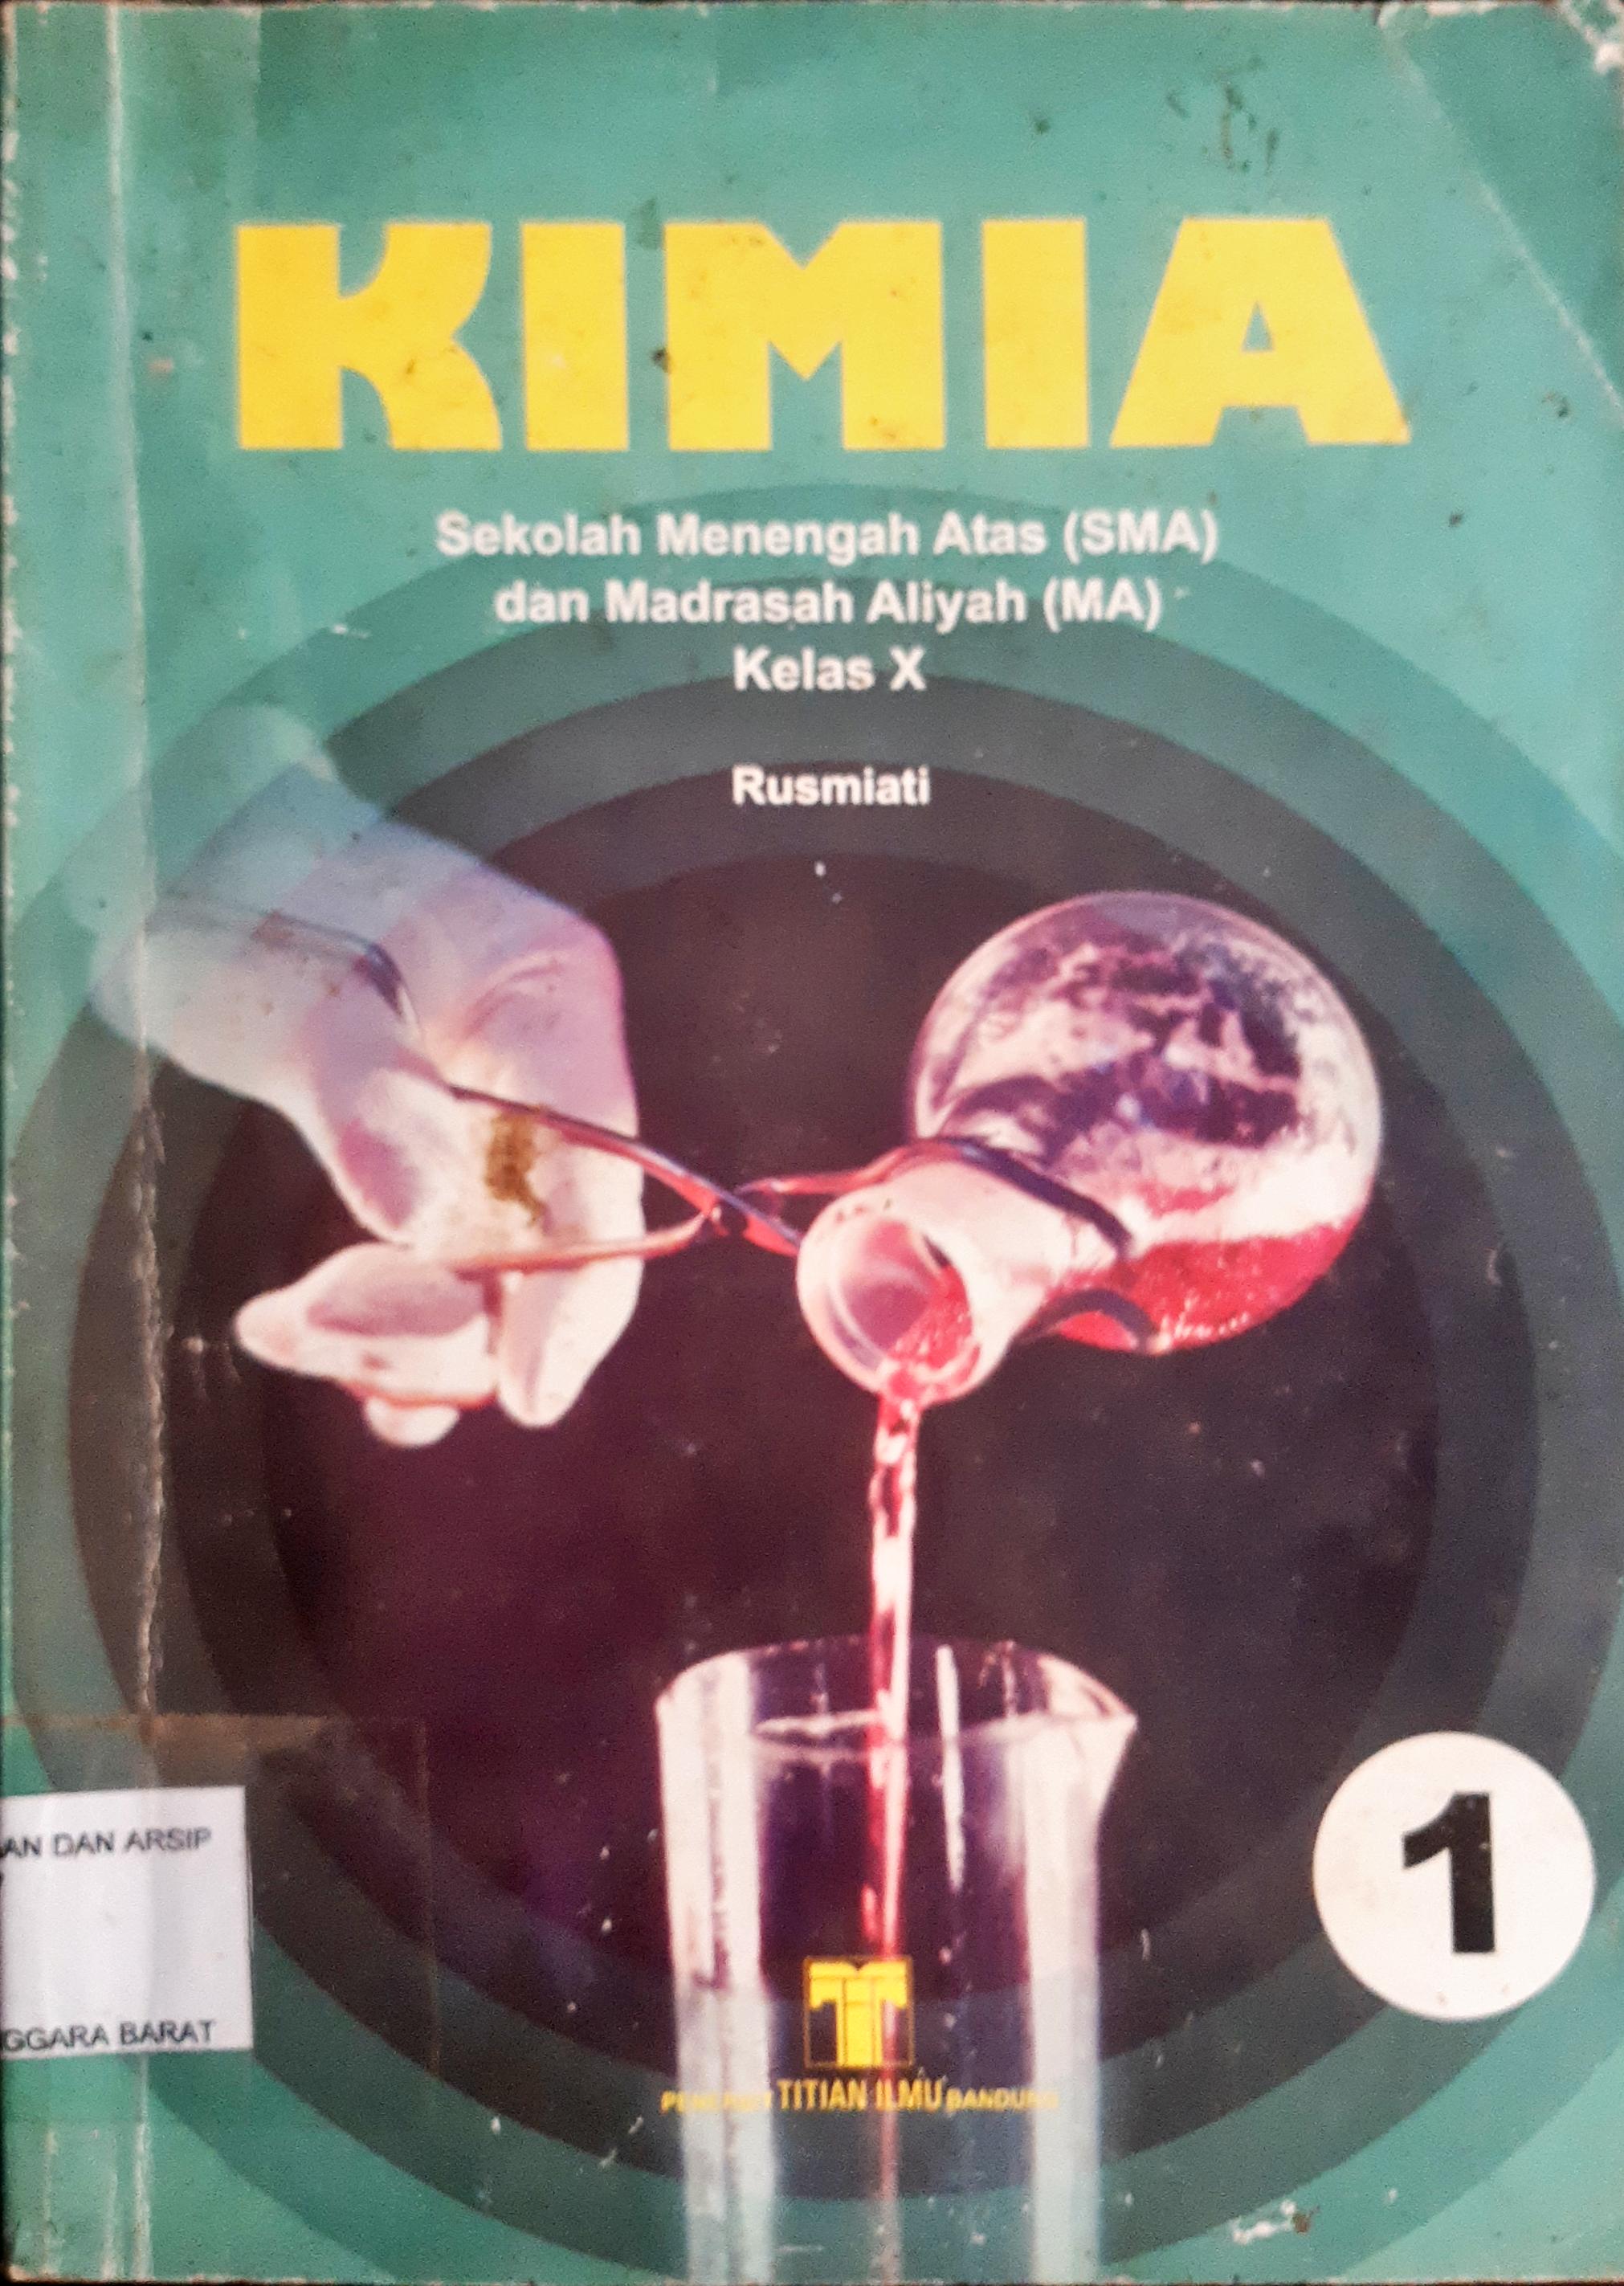 KIMIA
Sekolah Menengah Atas (SMA)
dan Madrasah Aliyah (MA)
Kelas X
Rusmiati
1
AN DAN ARSIP
GGARA BARAT
TITIAN ILMU BANDUNG